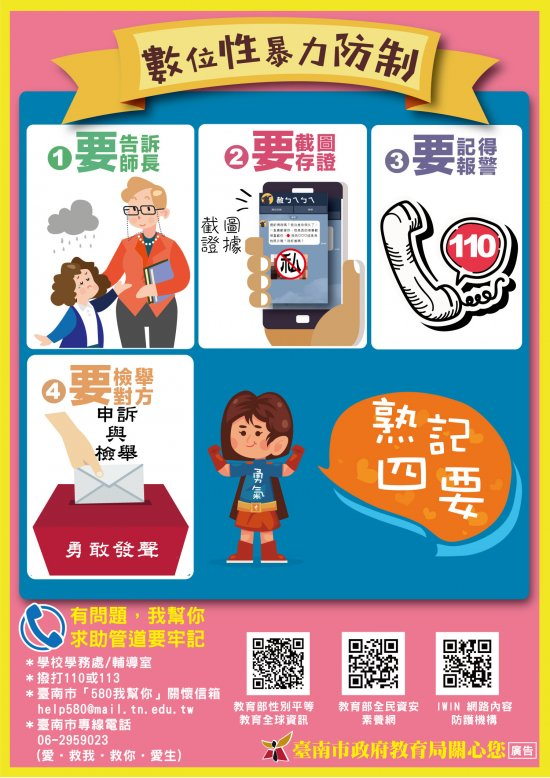 數位性暴力防制
1 要 告訴師長
2 要 截圖存證
3 要 記得報警
截圖
證據
敵ㄅㄟㄅㄟ
私
110
4 要 檢舉對方
申訴
與
檢舉
勇敢發聲
勇氣
熟記
四要
有問題，我幫你
求助管道要牢記
＊學校學務處/輔導室
＊撥打110或113
＊臺南市「580我幫你」關懷信箱
help580@mail.tn.edu.tw
＊臺南市專線電話
06-2959023
(愛・救我・救你・愛生)
教育部性別平等
教育全球資訊
教育部全民資安
素養網
IWIN 網路內容
防護機構
臺南市政府教育局關心您 廣告